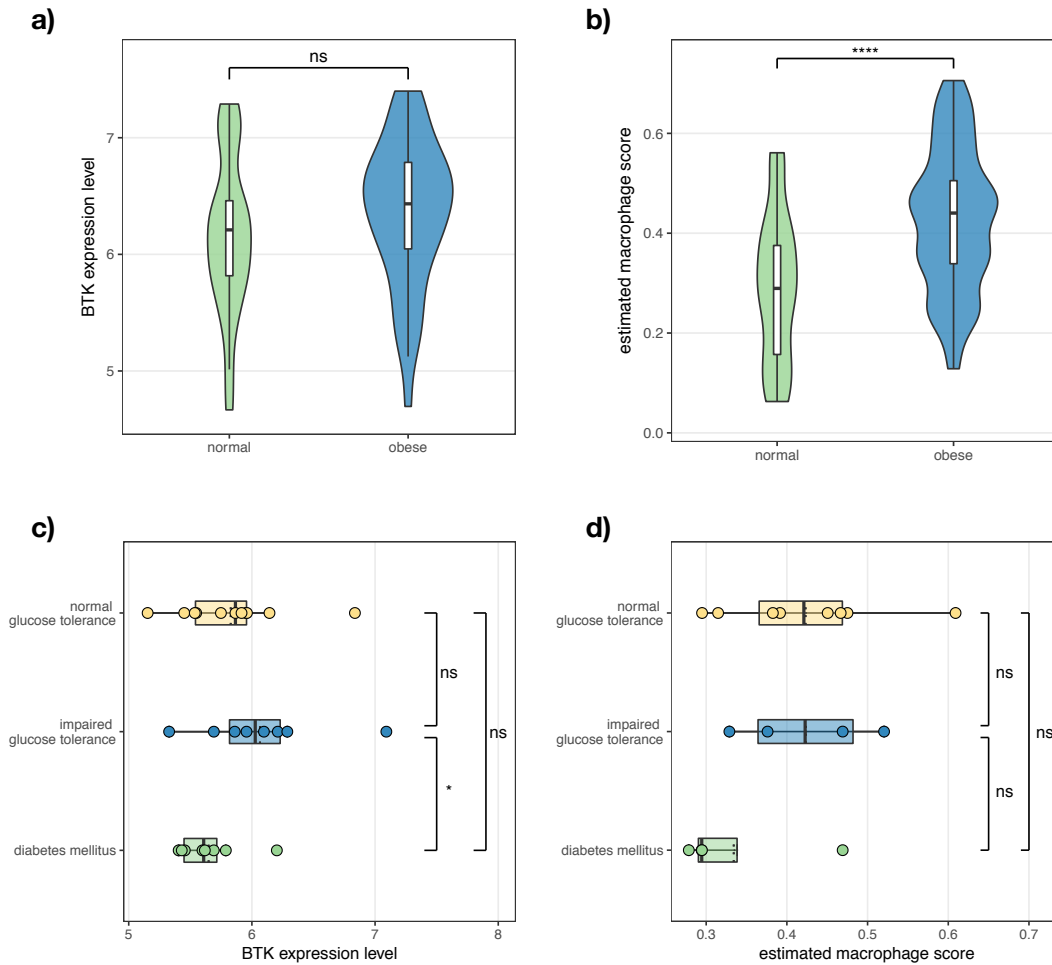 a)
ns
BTK expression level
7
6
5
normal
obese
b)
****
estimated macrophage score
0.6
0.4
0.2
0.0
normal
obese
c)
normal
glucose tolerance
impaired
glucose tolerance
diabetes mellitus
ns
*
ns
5
6
7
8
BTK expression level
d)
normal
glucose tolerance
impaired
glucose tolerance
diabetes mellitus
ns
ns
ns
0.3
0.4
0.5
0.6
0.7
estimated macrophage score